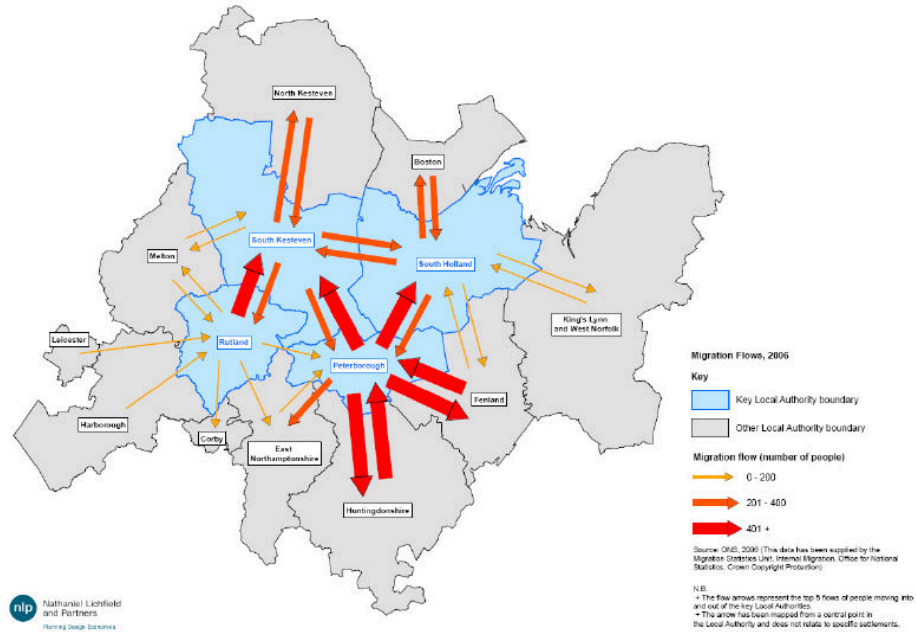 North Kesteven
Boston
South Kesteven
South Holland
Melton
King's Lynn
and West Norfolk
Leicester
Rutland
Peterborough
Fenland
Harborough
Corby
East
Northamptonshire
Huntingdonshire
Migration Flows, 2006
Key
Key Local Authority boundary
Other Local Authority boundary
Migration flow (number of people)
0 - 200
201 - 400
401 +
Source: ONS, 2006 (This data has been supplied by the
Migration Statistics Unit, Internal Migration, Office for National
Statistics. Crown Copyright Protection)
N.B.
+ The flow arrows represent the top 5 flows of people moving into
and out of the key Local Authorities.
+ The arrow has been mapped from a central point in
the Local Authority and does not relate to specific settlements.
nlp
Nathaniel Lichfield
and Partners
Planning Design Economics